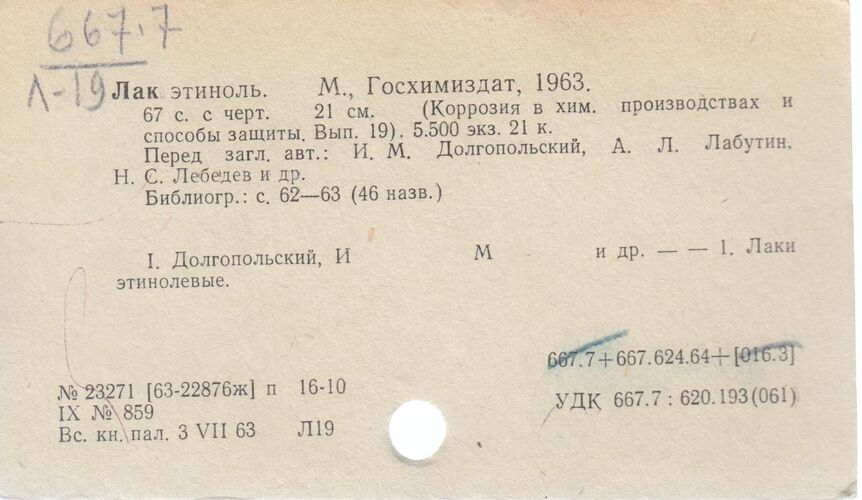 667.7
Л-19
Лак этиноль. М., Госхимиздат, 1963.
67 с. с черт. 21 см. (Коррозия в хим. производствах и
способы защиты. Вып. 19). 5.500 экз. 21 к.
Перед загл. авт.: И. М. Долгопольский, А. Л. Лабутин,
Н. С. Лебедев и др.
Библиогр.: с. 62—63 (46 назв.)
I. Долгопольский, И М и др. — — 1. Лаки
этинолевые.
667.7+667.624.64+[016.3]
№ 23271 [63-22876ж] п 16-10
УДК 667.7 : 620.193(061)
IX № 859
Вс. кн. пал. 3 VII 63 Л19